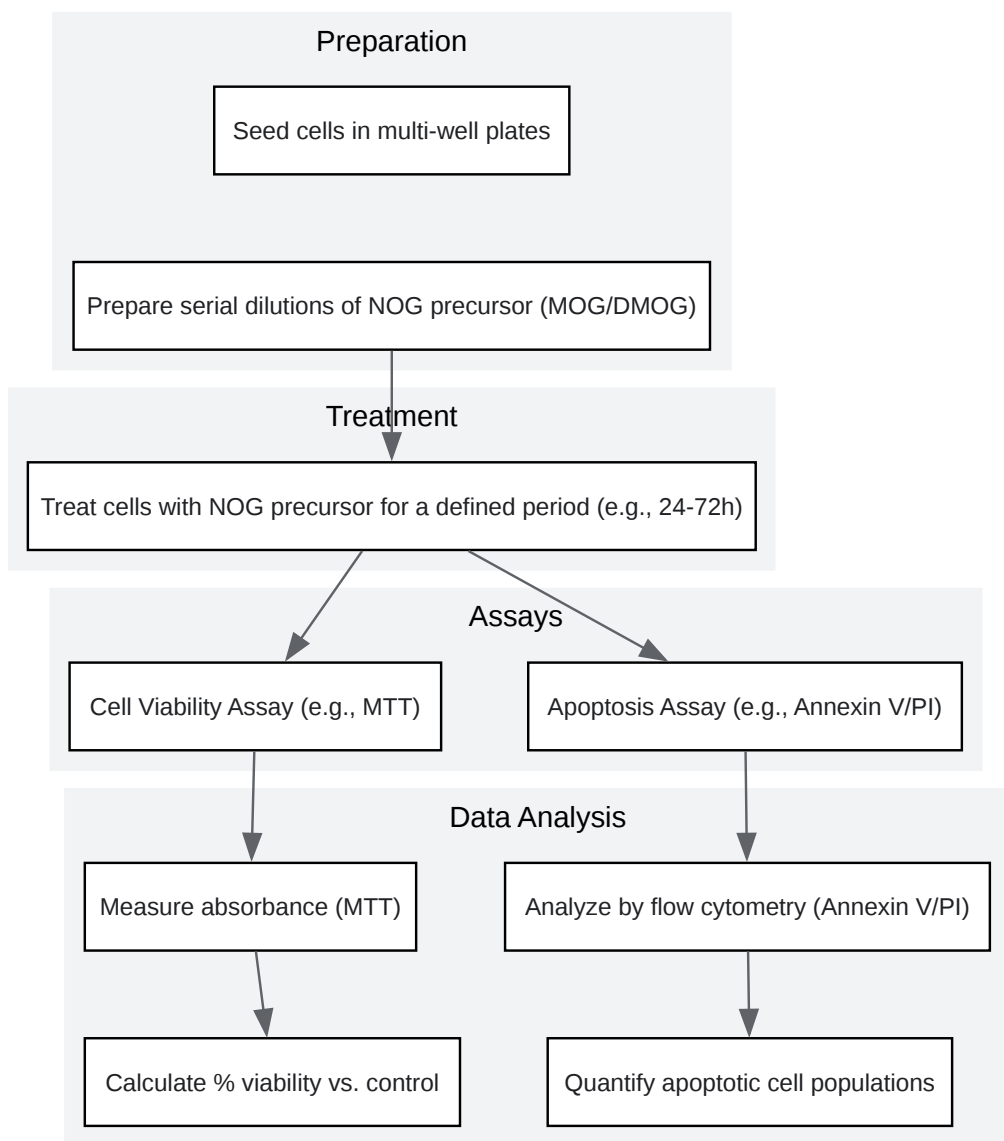 Preparation
Seed cells in multi-well plates
Prepare serial dilutions of NOG precursor (MOG/DMOG)
Treatment
Treat cells with NOG precursor for a defined period (e.g., 24-72h)
Assays
Cell Viability Assay (e.g., MTT)
Apoptosis Assay (e.g., Annexin V/PI)
Data Analysis
Measure absorbance (MTT)
Analyze by flow cytometry (Annexin V/PI)
Calculate % viability vs. control
Quantify apoptotic cell populations